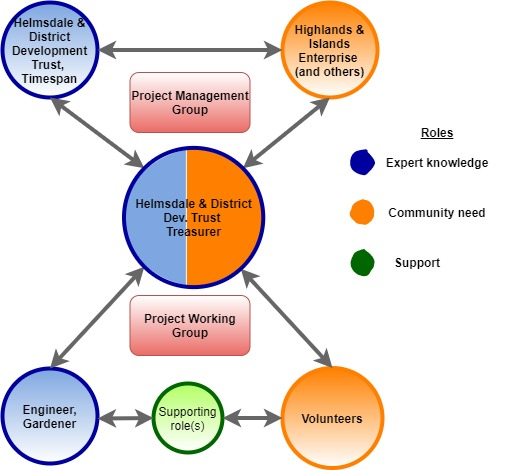 Helmsdale &
District
Development
Trust,
Timespan
Highlands &
Islands
Enterprise
(and others)
Project Management
Group
Roles
Expert knowledge
Community need
Support
Helmsdale & District
Dev. Trust
Treasurer
Project Working
Group
Engineer,
Gardener
Supporting
role(s)
Volunteers